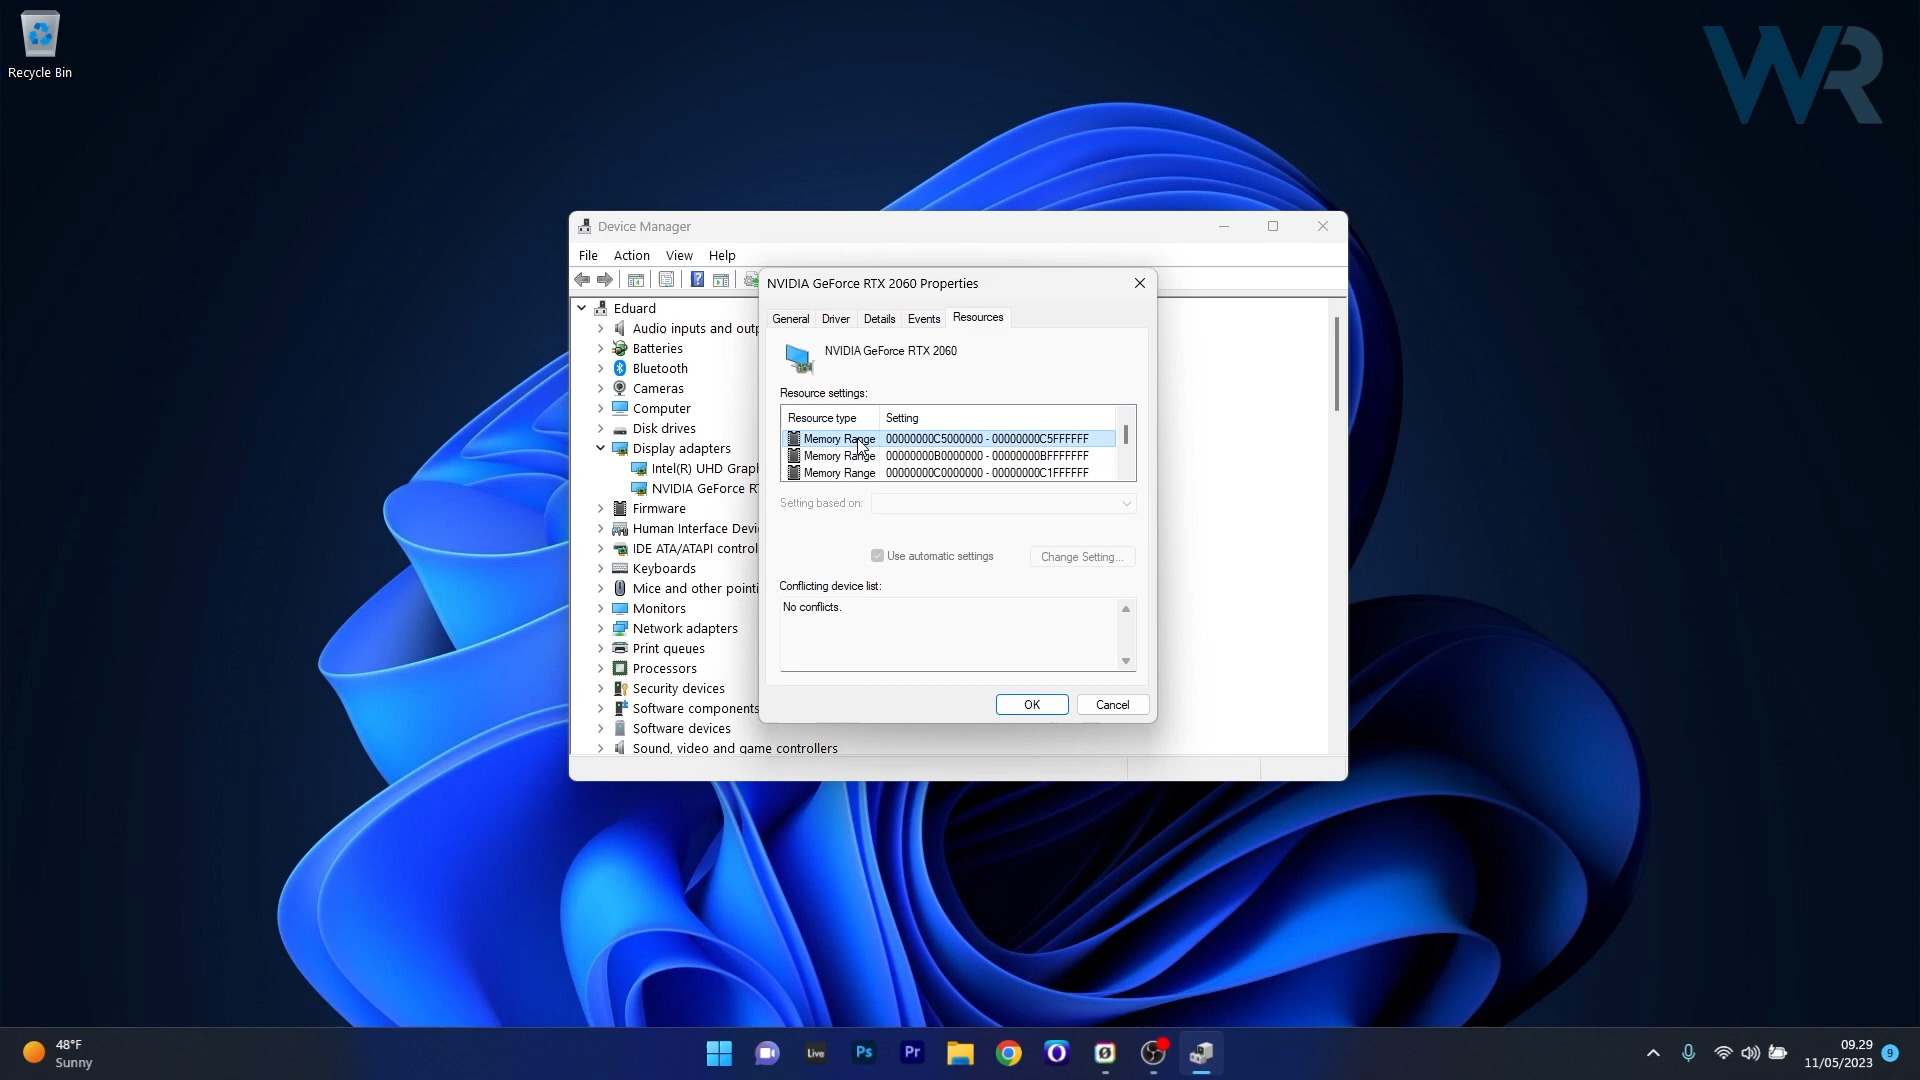 Recycle Bin
WR
Device Manager
File Action View Help
NVIDIA GeForce RTX 2060 Properties
Eduard
Audio inputs and outp
Batteries
Bluetooth
Cameras
Computer
Disk drives
Display adapters
Intel(R) UHD Graph
NVIDIA GeForce RT
Firmware
Human Interface Devi
IDE ATA/ATAPI control
Keyboards
Mice and other pointi
Monitors
Network adapters
Print queues
Processors
Security devices
Software components
Software devices
Sound, video and game controllers
General Driver Details Events Resources
NVIDIA GeForce RTX 2060
Resource settings:
Resource type Setting
Memory Range 00000000C5000000 - 00000000C5FFFFFF
Memory Range 00000000B0000000 - 00000000BFFFFFFF
Memory Range 00000000C0000000 - 00000000C1FFFFFF
Setting based on:
Use automatic settings Change Setting...
Conflicting device list:
No conflicts.
OK Cancel
48°F
Sunny
Live Ps Pr
09.29
11/05/2023
9